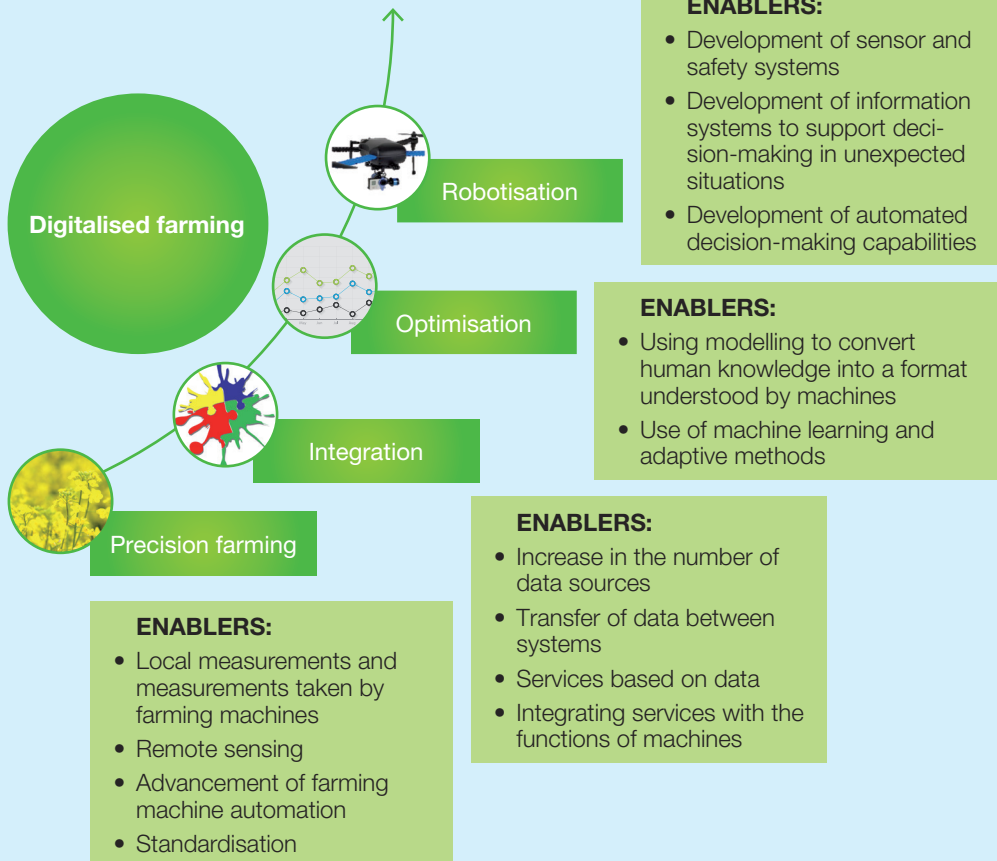 ENABLERS:
• Development of sensor and
safety systems
• Development of information
systems to support deci-
sion-making in unexpected
situations
• Development of automated
decision-making capabilities
Robotisation
Digitalised farming
Optimisation
ENABLERS:
• Using modelling to convert
human knowledge into a format
understood by machines
• Use of machine learning and
adaptive methods
Integration
ENABLERS:
• Increase in the number of
data sources
• Transfer of data between
systems
• Services based on data
• Integrating services with the
functions of machines
Precision farming
ENABLERS:
• Local measurements and
measurements taken by
farming machines
• Remote sensing
• Advancement of farming
machine automation
• Standardisation